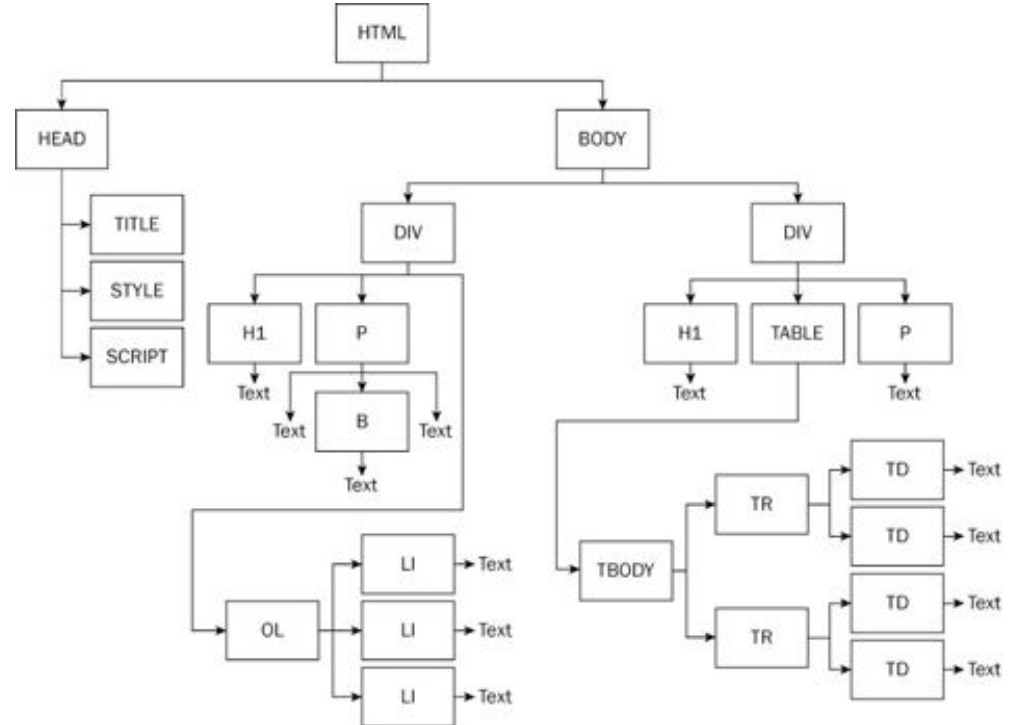 HTML
HEAD
BODY
TITLE
STYLE
SCRIPT
DIV
DIV
H1
P
H1
TABLE
P
Text
Text
B
Text
Text
Text
Text
OL
LI
Text
LI
Text
LI
Text
TBODY
TR
TD
Text
TD
Text
TR
TD
Text
TD
Text